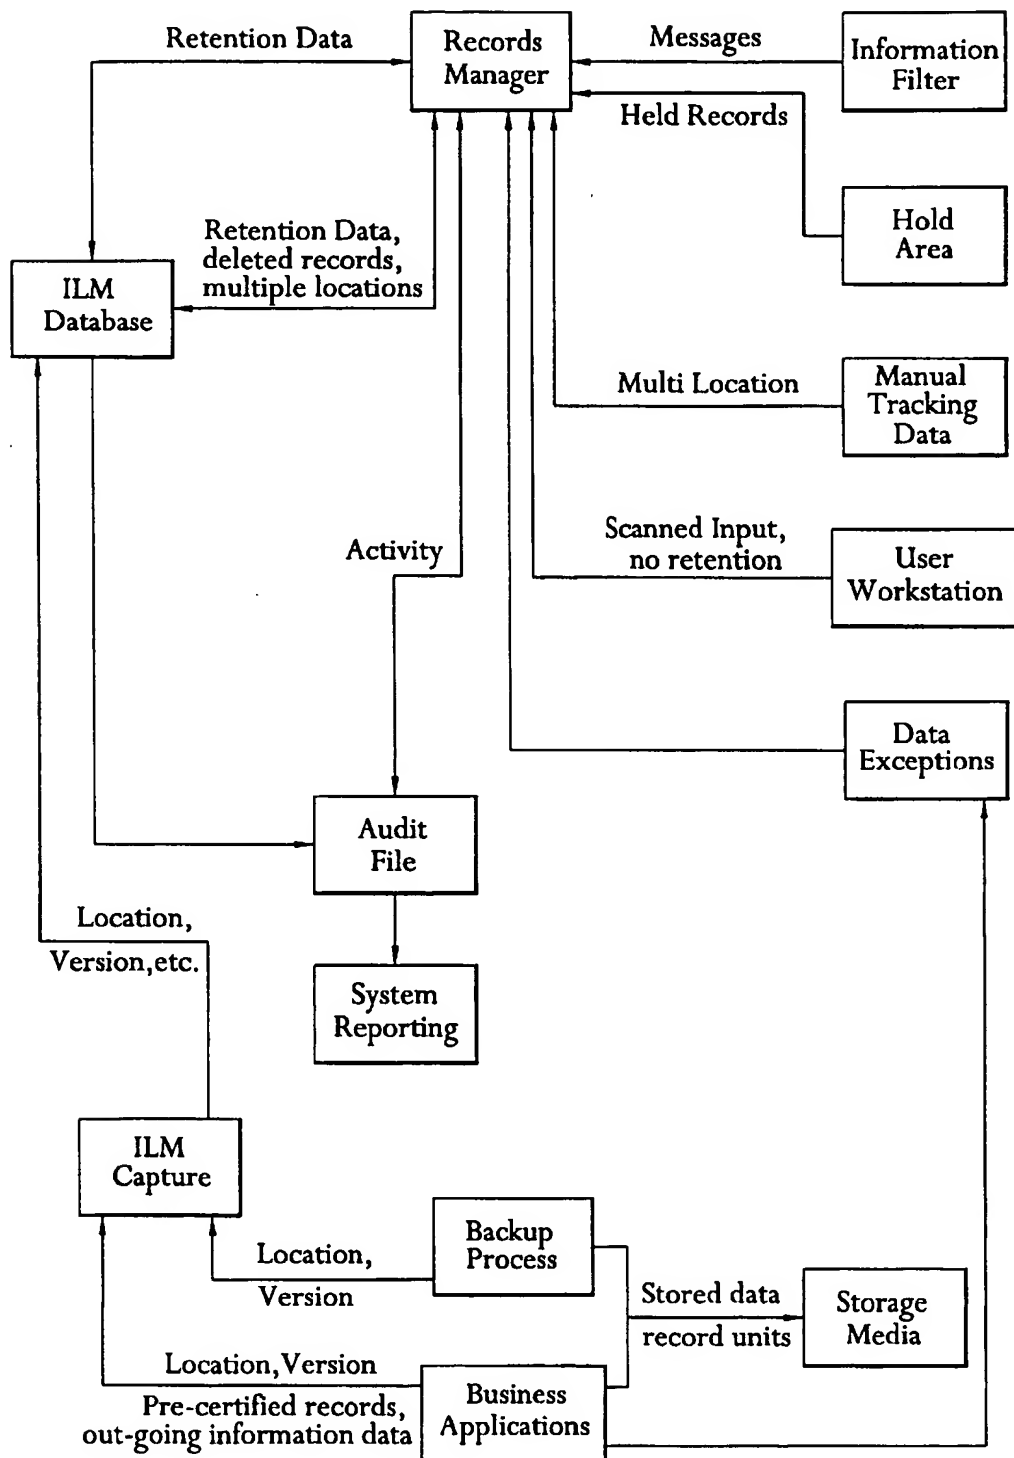 Retention Data
Records
Manager
Messages
Information
Filter
Held Records
Hold
Area
Retention Data,
deleted records,
multiple locations
ILM
Database
Multi Location
Manual
Tracking
Data
Scanned Input,
no retention
User
Workstation
Activity
Data
Exceptions
Audit
File
Location,
Version,etc.
System
Reporting
ILM
Capture
Backup
Process
Location,
Version
Stored data
record units
Storage
Media
Location,Version
Pre-certified records,
out-going information data
Business
Applications